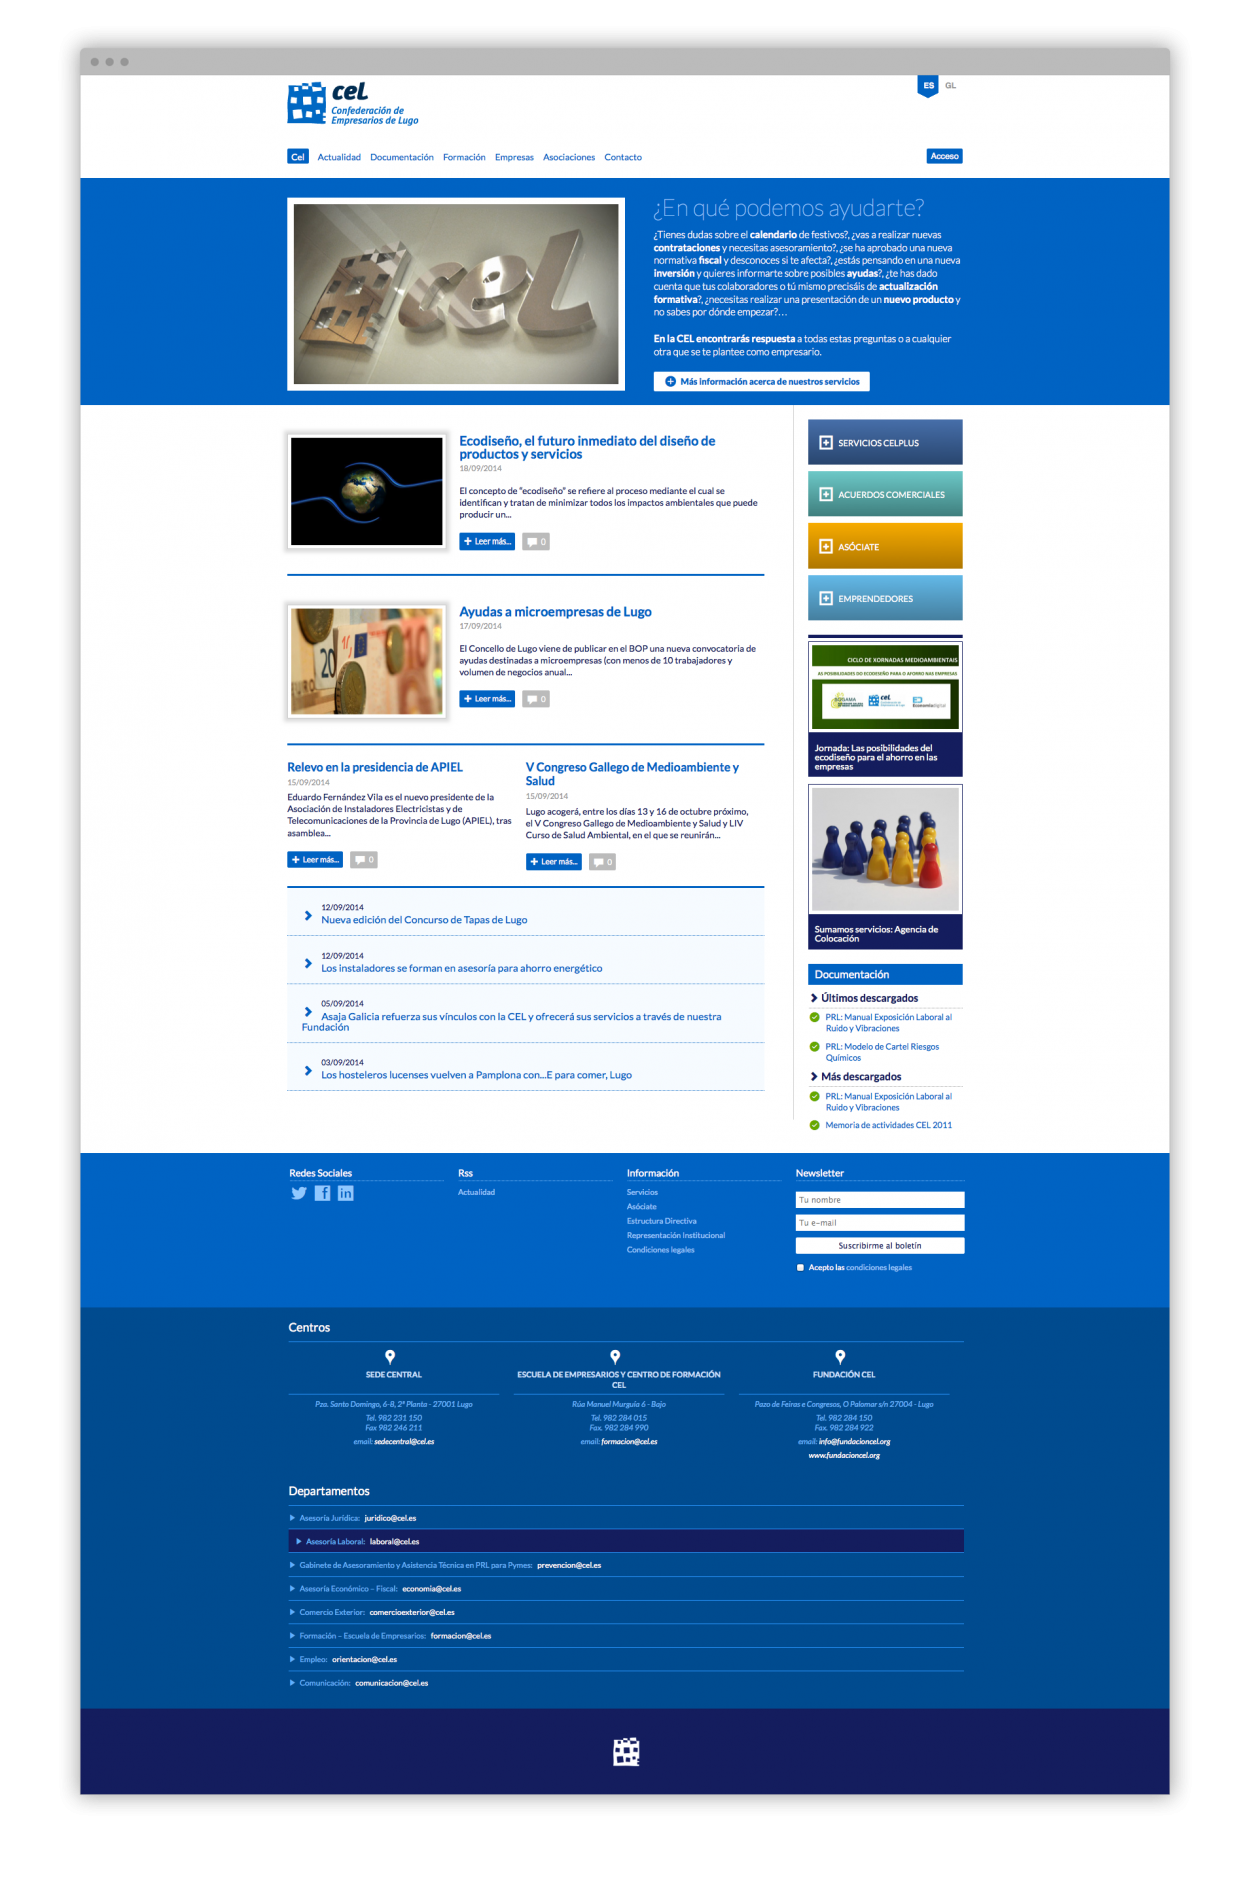 cel
Confederación de
Empresarios de Lugo
ES GL
Cel Actualidad Documentación Formación Empresas Asociaciones Contacto
Acceso
cel
¿En qué podemos ayudarte?
¿Tienes dudas sobre el calendario de festivos?, ¿vas a realizar nuevas
contrataciones y necesitas asesoramiento?, ¿se ha aprobado una nueva
normativa fiscal y desconoces si te afecta?, ¿estás pensando en una nueva
inversión y quieres informarte sobre posibles ayudas?, ¿te has dado
cuenta que tus colaboradores o tú mismo precisáis de actualización
formativa?, ¿necesitas realizar una presentación de un nuevo producto y
no sabes por dónde empezar?...
En la CEL encontrarás respuesta a todas estas preguntas o a cualquier
otra que se te plantee como empresario.
Más información acerca de nuestros servicios
Ecodiseño, el futuro inmediato del diseño de
productos y servicios
18/09/2014
El concepto de “ecodiseño” se refiere al proceso mediante el cual se
identifican y tratan de minimizar todos los impactos ambientales que puede
producir un...
Leer más... 0
20
10
Ayudas a microempresas de Lugo
17/09/2014
El Concello de Lugo viene de publicar en el BOP una nueva convocatoria de
ayudas destinadas a microempresas (con menos de 10 trabajadores y
volumen de negocios anual...
Leer más... 0
Relevo en la presidencia de APIEL
15/09/2014
Eduardo Fernández Vila es el nuevo presidente de la
Asociación de Instaladores Electricistas y de
Telecomunicaciones de la Provincia de Lugo (APIEL), tras
asamblea...
Leer más... 0
V Congreso Gallego de Medioambiente y
Salud
15/09/2014
Lugo acogerá, entre los días 13 y 16 de octubre próximo,
el V Congreso Gallego de Medioambiente y Salud y LIV
Curso de Salud Ambiental, en el que se reunirán...
Leer más... 0
12/09/2014
Nueva edición del Concurso de Tapas de Lugo
12/09/2014
Los instaladores se forman en asesoría para ahorro energético
05/09/2014
Asaja Galicia refuerza sus vínculos con la CEL y ofrecerá sus servicios a través de nuestra
Fundación
03/09/2014
Los hosteleros lucenses vuelven a Pamplona con...E para comer, Lugo
SERVICIOS CELPLUS
ACUERDOS COMERCIALES
ASÓCIATE
EMPRENDEDORES
CICLO DE XORNADAS MEDIOAMBIENTAIS
AS POSIBILIDADES DO ECODISEÑO PARA O AFORRO NAS EMPRESAS
SOGAMA
cel
Economíadigital
Jornada: Las posibilidades del
ecodiseño para el ahorro en las
empresas
Sumamos servicios: Agencia de
Colocación
Documentación
Últimos descargados
PRL: Manual Exposición Laboral al
Ruido y Vibraciones
PRL: Modelo de Cartel Riesgos
Químicos
Más descargados
PRL: Manual Exposición Laboral al
Ruido y Vibraciones
Memoria de actividades CEL 2011
Redes Sociales
Rss
Actualidad
Información
Servicios
Asóciate
Estructura Directiva
Representación Institucional
Condiciones legales
Newsletter
Tu nombre
Tu e-mail
Suscribirme al boletín
Acepto las condiciones legales
Centros
SEDE CENTRAL
Pza. Santo Domingo, 6-8, 2ª Planta - 27001 Lugo
Tel. 982 231 150
Fax 982 246 211
email: sedecentral@cel.es
ESCUELA DE EMPRESARIOS Y CENTRO DE FORMACIÓN
CEL
Rúa Manuel Murguía 6 - Bajo
Tel. 982 284 015
Fax. 982 284 990
email: formacion@cel.es
FUNDACIÓN CEL
Pazo de Feiras e Congresos, O Palomar s/n 27004 - Lugo
Tel. 982 284 150
Fax. 982 284 922
email: info@fundacioncel.org
www.fundacioncel.org
Departamentos
Asesoría Jurídica: juridico@cel.es
Asesoría Laboral: laboral@cel.es
Gabinete de Asesoramiento y Asistencia Técnica en PRL para Pymes: prevencion@cel.es
Asesoría Económico – Fiscal: economia@cel.es
Comercio Exterior: comercioexterior@cel.es
Formación – Escuela de Empresarios: formacion@cel.es
Empleo: orientacion@cel.es
Comunicación: comunicacion@cel.es